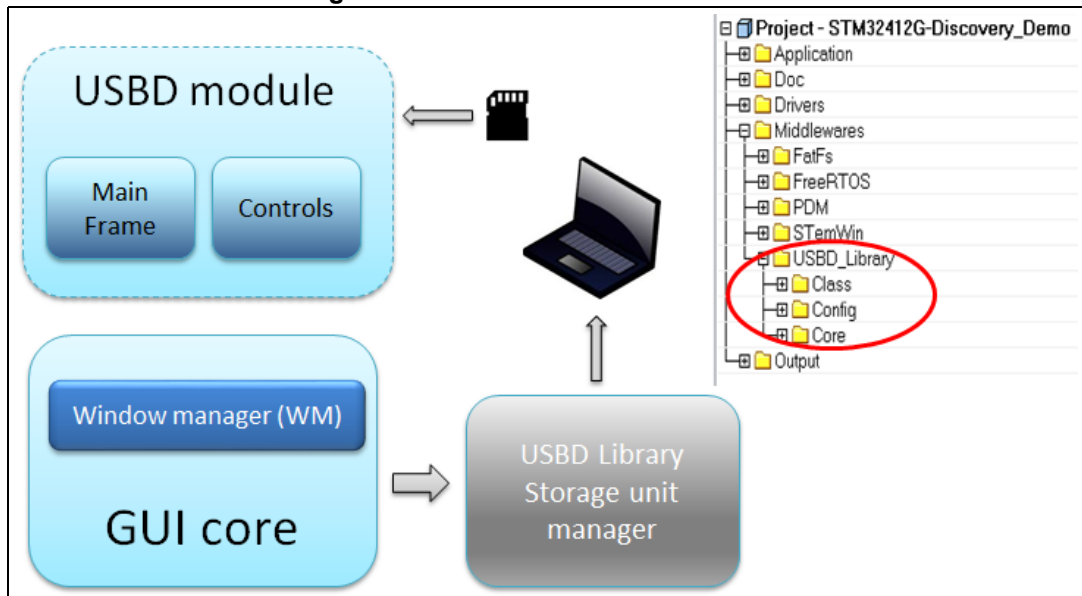 USBD module
Main
Frame
Controls
Window manager (WM)
GUI core
USBD Library
Storage unit
manager
Project - STM32412G-Discovery_Demo
Application
Doc
Drivers
Middlewares
FatFs
FreeRTOS
PDM
STemWin
USBD_Library
Class
Config
Core
Output